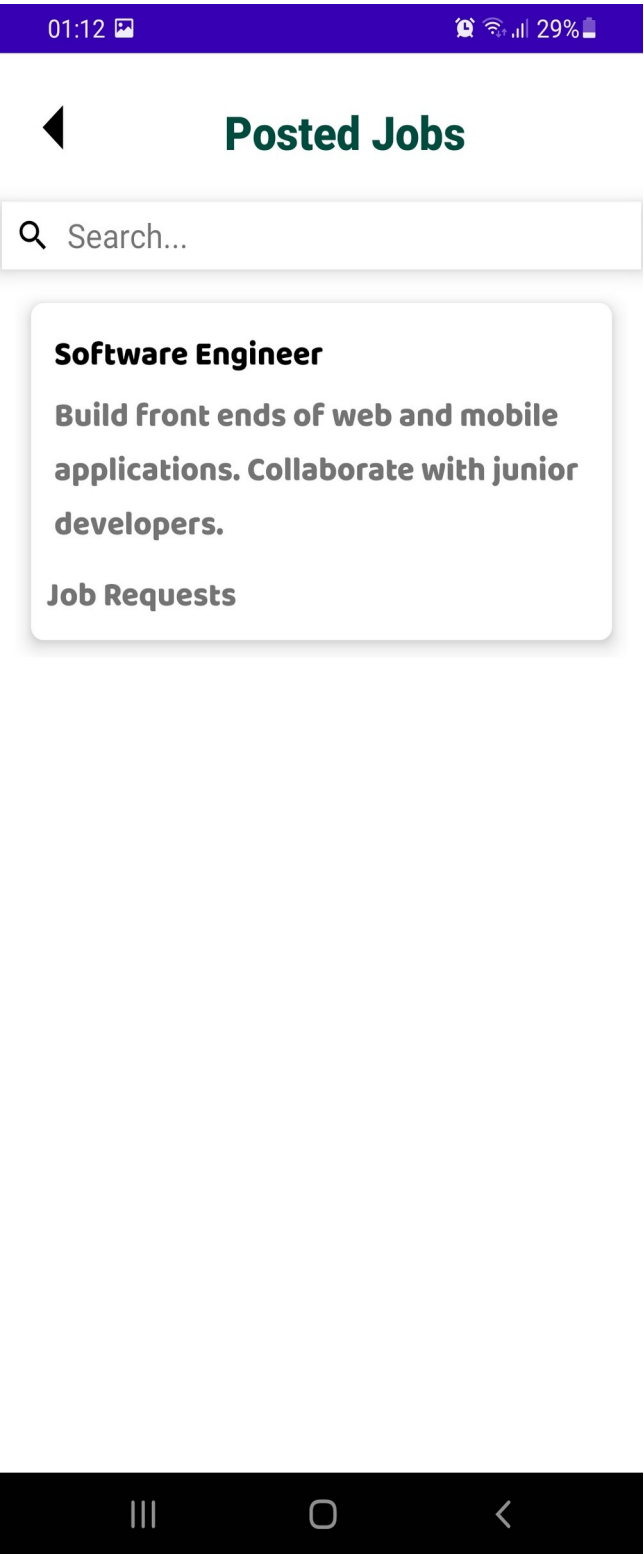 01:12 29%
Posted Jobs
Search...
Software Engineer
Build front ends of web and mobile
applications. Collaborate with junior
developers.
Job Requests